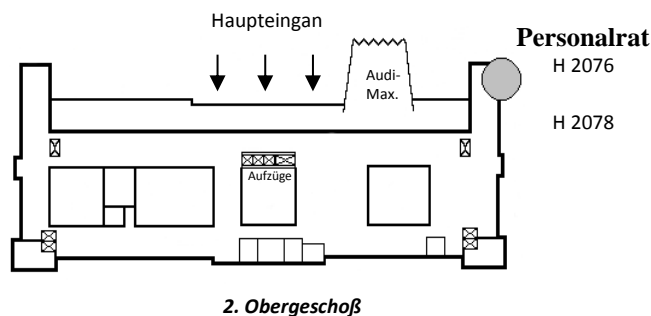 Haupteingan
Personalrat
H 2076
Audi-
Max.
H 2078
Aufzüge
2. Obergeschoß